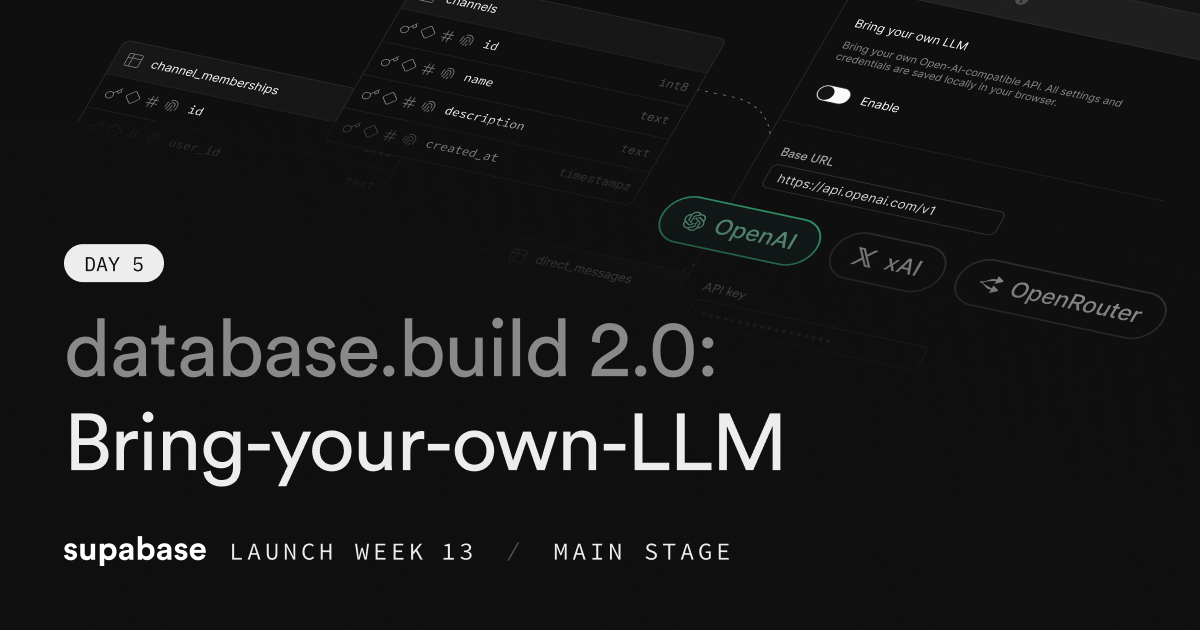 channels
id
int8
name
text
description
text
created_at
timestampz
channel_memberships
id
user_id
text
direct_messages
Bring your own LLM
Bring your own Open-AI-compatible API. All settings and
credentials are saved locally in your browser.
Enable
Base URL
https://api.openai.com/v1
OpenAI
xAI
OpenRouter
API key
DAY 5
database.build 2.0:
Bring-your-own-LLM
supabase LAUNCH WEEK 13 / MAIN STAGE